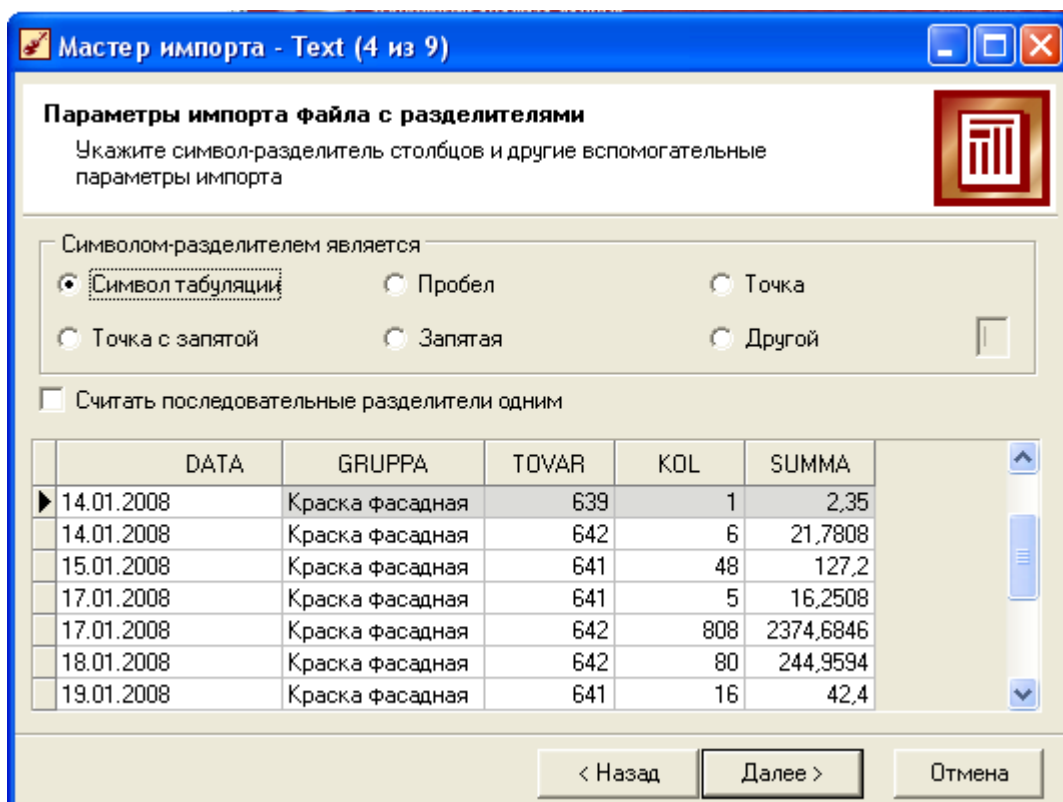 Мастер импорта - Text (4 из 9)
Параметры импорта файла с разделителями
Укажите символ-разделитель столбцов и другие вспомогательные
параметры импорта
Символом-разделителем является
Символ табуляции Пробел Точка
Точка с запятой Запятая Другой
Считать последовательные разделители одним
DATA GRUPPA TOVAR KOL SUMMA
14.01.2008 Краска фасадная 639 1 2,35
14.01.2008 Краска фасадная 642 6 21,7808
15.01.2008 Краска фасадная 641 48 127,2
17.01.2008 Краска фасадная 641 5 16,2508
17.01.2008 Краска фасадная 642 808 2374,6846
18.01.2008 Краска фасадная 642 80 244,9594
19.01.2008 Краска фасадная 641 16 42,4
< Назад Далее > Отмена